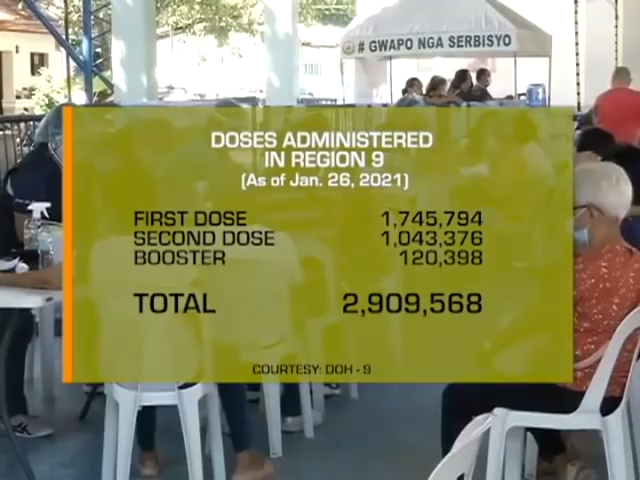 # GWAPO NGA SERBISYO
DOSES ADMINISTERED
IN REGION 9
(As of Jan. 26, 2021)
FIRST DOSE 1,745,794
SECOND DOSE 1,043,376
BOOSTER 120,398
TOTAL 2,909,568
COURTESY: DOH - 9